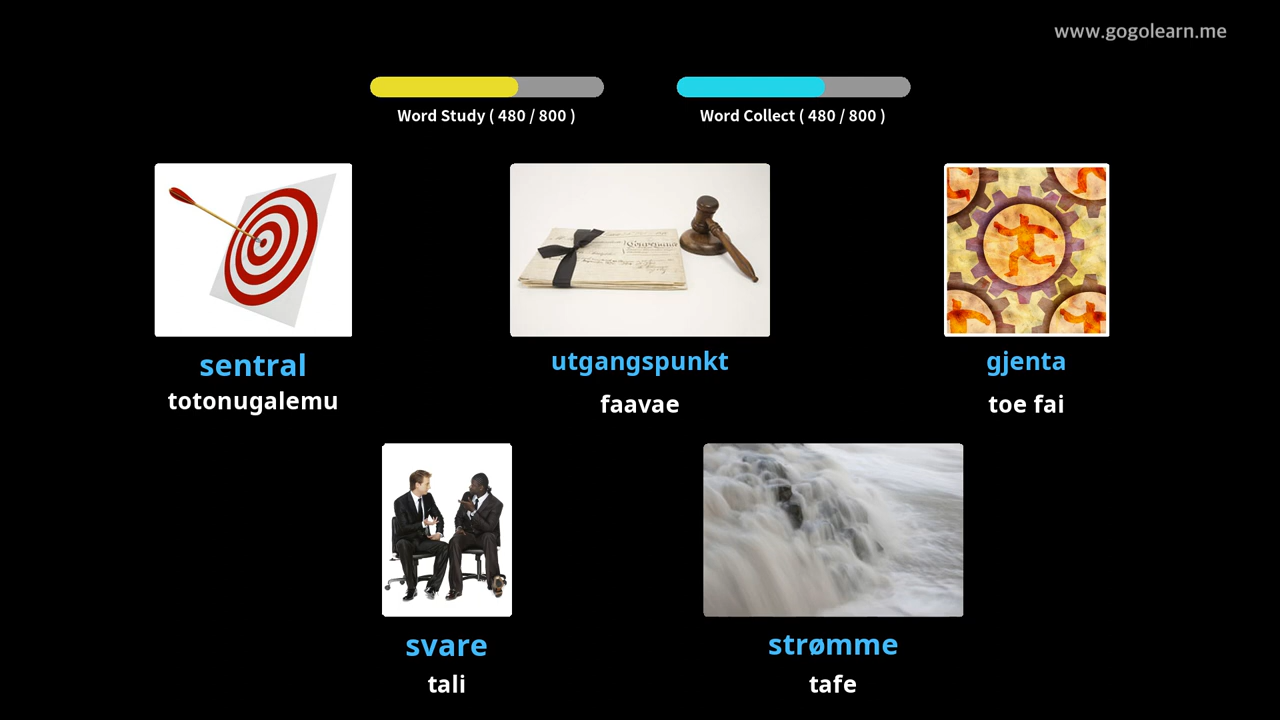 www.gogolearn.me
Word Study ( 480 / 800 )
Word Collect ( 480 / 800 )
sentral
totonugalemu
utgangspunkt
faavae
gjenta
toe fai
svare
tali
strømme
tafe